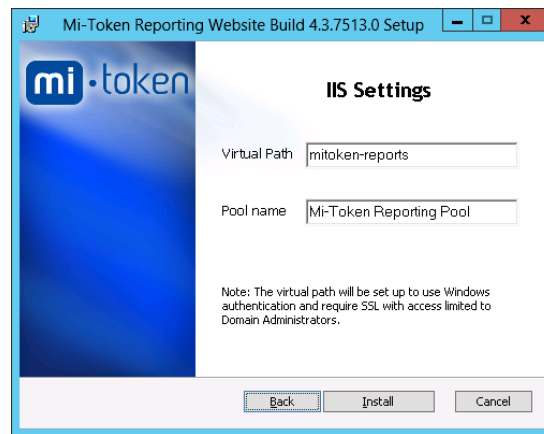 Mi-Token Reporting Website Build 4.3.7513.0 Setup
mi·token
IIS Settings
Virtual Path mitoken-reports
Pool name Mi-Token Reporting Pool
Note: The virtual path will be set up to use Windows
authentication and require SSL with access limited to
Domain Administrators.
Back Install Cancel